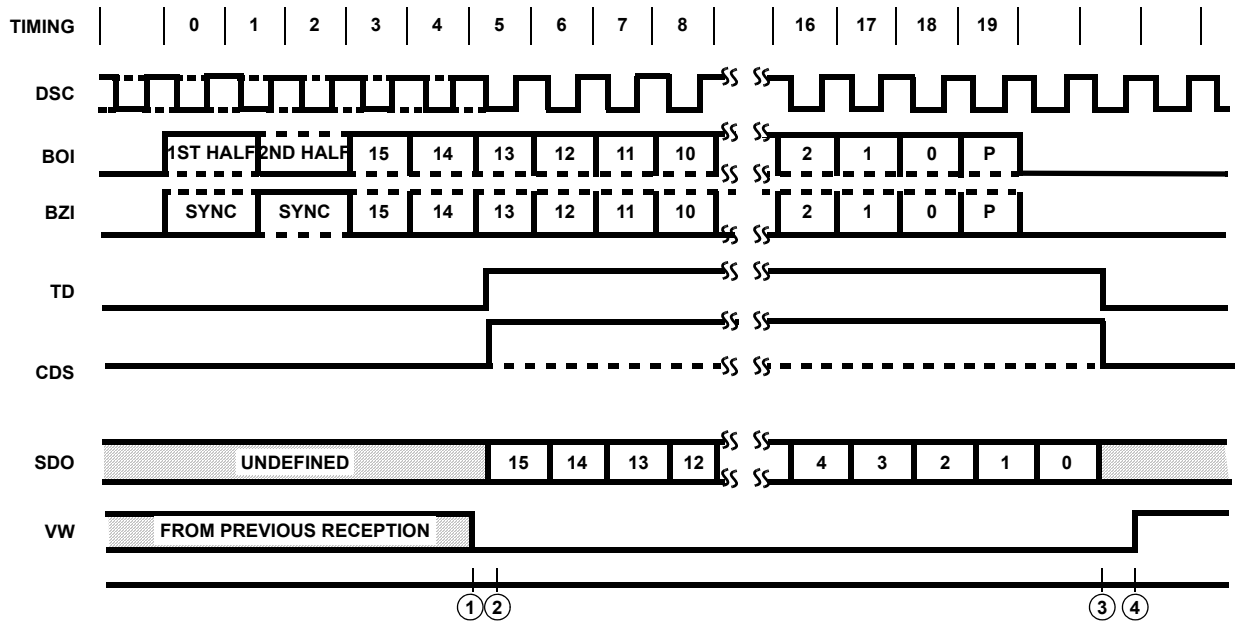 TIMING 0 1 2 3 4 5 6 7 8 16 17 18 19
DSC
BOI 1ST HALF 2ND HALF 15 14 13 12 11 10 2 1 0 P
BZI SYNC SYNC 15 14 13 12 11 10 2 1 0 P
TD
CDS
SDO UNDEFINED 15 14 13 12 4 3 2 1 0
VW FROM PREVIOUS RECEPTION
1 2 3 4